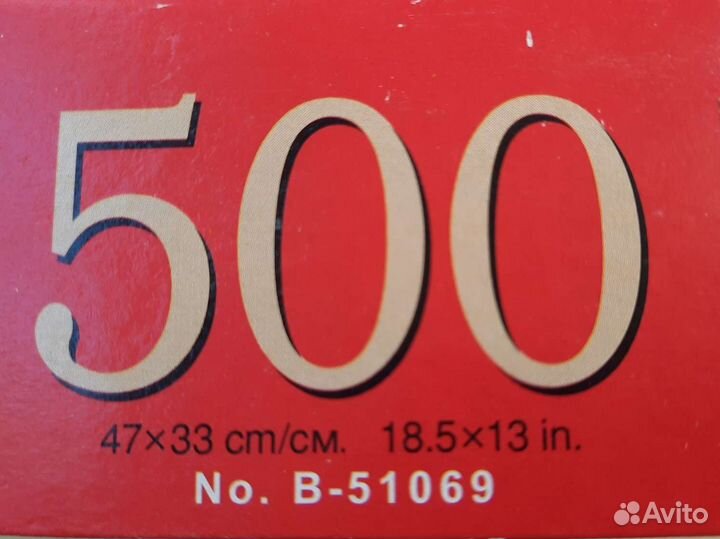 500
47×33 cm/см. 18.5×13 in.
No. B-51069
Avito